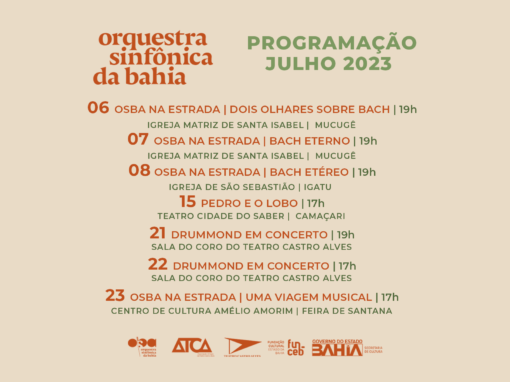 orquestra
sinfônica
da bahia
PROGRAMAÇÃO
JULHO 2023
06 OSBA NA ESTRADA | DOIS OLHARES SOBRE BACH | 19h
IGREJA MATRIZ DE SANTA ISABEL | MUCUGÊ
07 OSBA NA ESTRADA | BACH ETERNO | 19h
IGREJA MATRIZ DE SANTA ISABEL | MUCUGÊ
08 OSBA NA ESTRADA | BACH ETÉREO | 19h
IGREJA DE SÃO SEBASTIÃO | IGATU
15 PEDRO E O LOBO | 17h
TEATRO CIDADE DO SABER | CAMAÇARI
21 DRUMMOND EM CONCERTO | 19h
SALA DO CORO DO TEATRO CASTRO ALVES
22 DRUMMOND EM CONCERTO | 17h
SALA DO CORO DO TEATRO CASTRO ALVES
23 OSBA NA ESTRADA | UMA VIAGEM MUSICAL | 17h
CENTRO DE CULTURA AMÉLIO AMORIM | FEIRA DE SANTANA
ATCA
fun
ceb
GOVERNO DO ESTADO
BAHIA